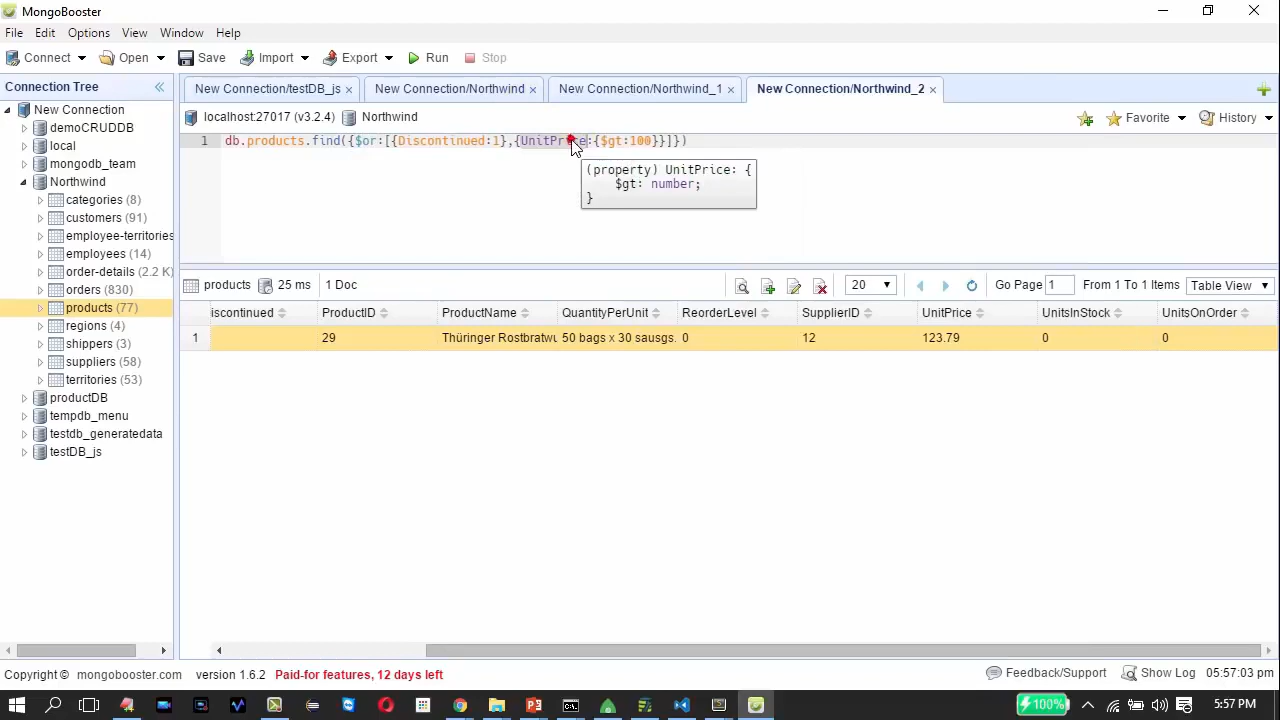 MongoBooster
File Edit Options View Window Help
Connect Open Save Import Export Run Stop
Connection Tree
New Connection/testDB_js × New Connection/Northwind × New Connection/Northwind_1 × New Connection/Northwind_2 ×
localhost:27017 (v3.2.4) Northwind Favorite History
1 db.products.find({$or:[{Discontinued:1},{UnitPrice:{$gt:100}}]})
(property) UnitPrice: {
$gt: number;
}
New Connection
demoCRUDDB
local
mongodb_team
Northwind
categories (8)
customers (91)
employee-territories
employees (14)
order-details (2.2 K)
orders (830)
products (77)
regions (4)
shippers (3)
suppliers (58)
territories (53)
productDB
tempdb_menu
testdb_generatedata
testDB_js
products 25 ms 1 Doc 20 Go Page 1 From 1 To 1 Items Table View
iscontinued ProductID ProductName QuantityPerUnit ReorderLevel SupplierID UnitPrice UnitsInStock UnitsOnOrder
1 29 Thüringer Rostbratwu 50 bags x 30 sausgs. 0 12 123.79 0 0
Copyright © mongobooster.com version 1.6.2 Paid-for features, 12 days left Feedback/Support Show Log 05:57:03 pm
100% 5:57 PM